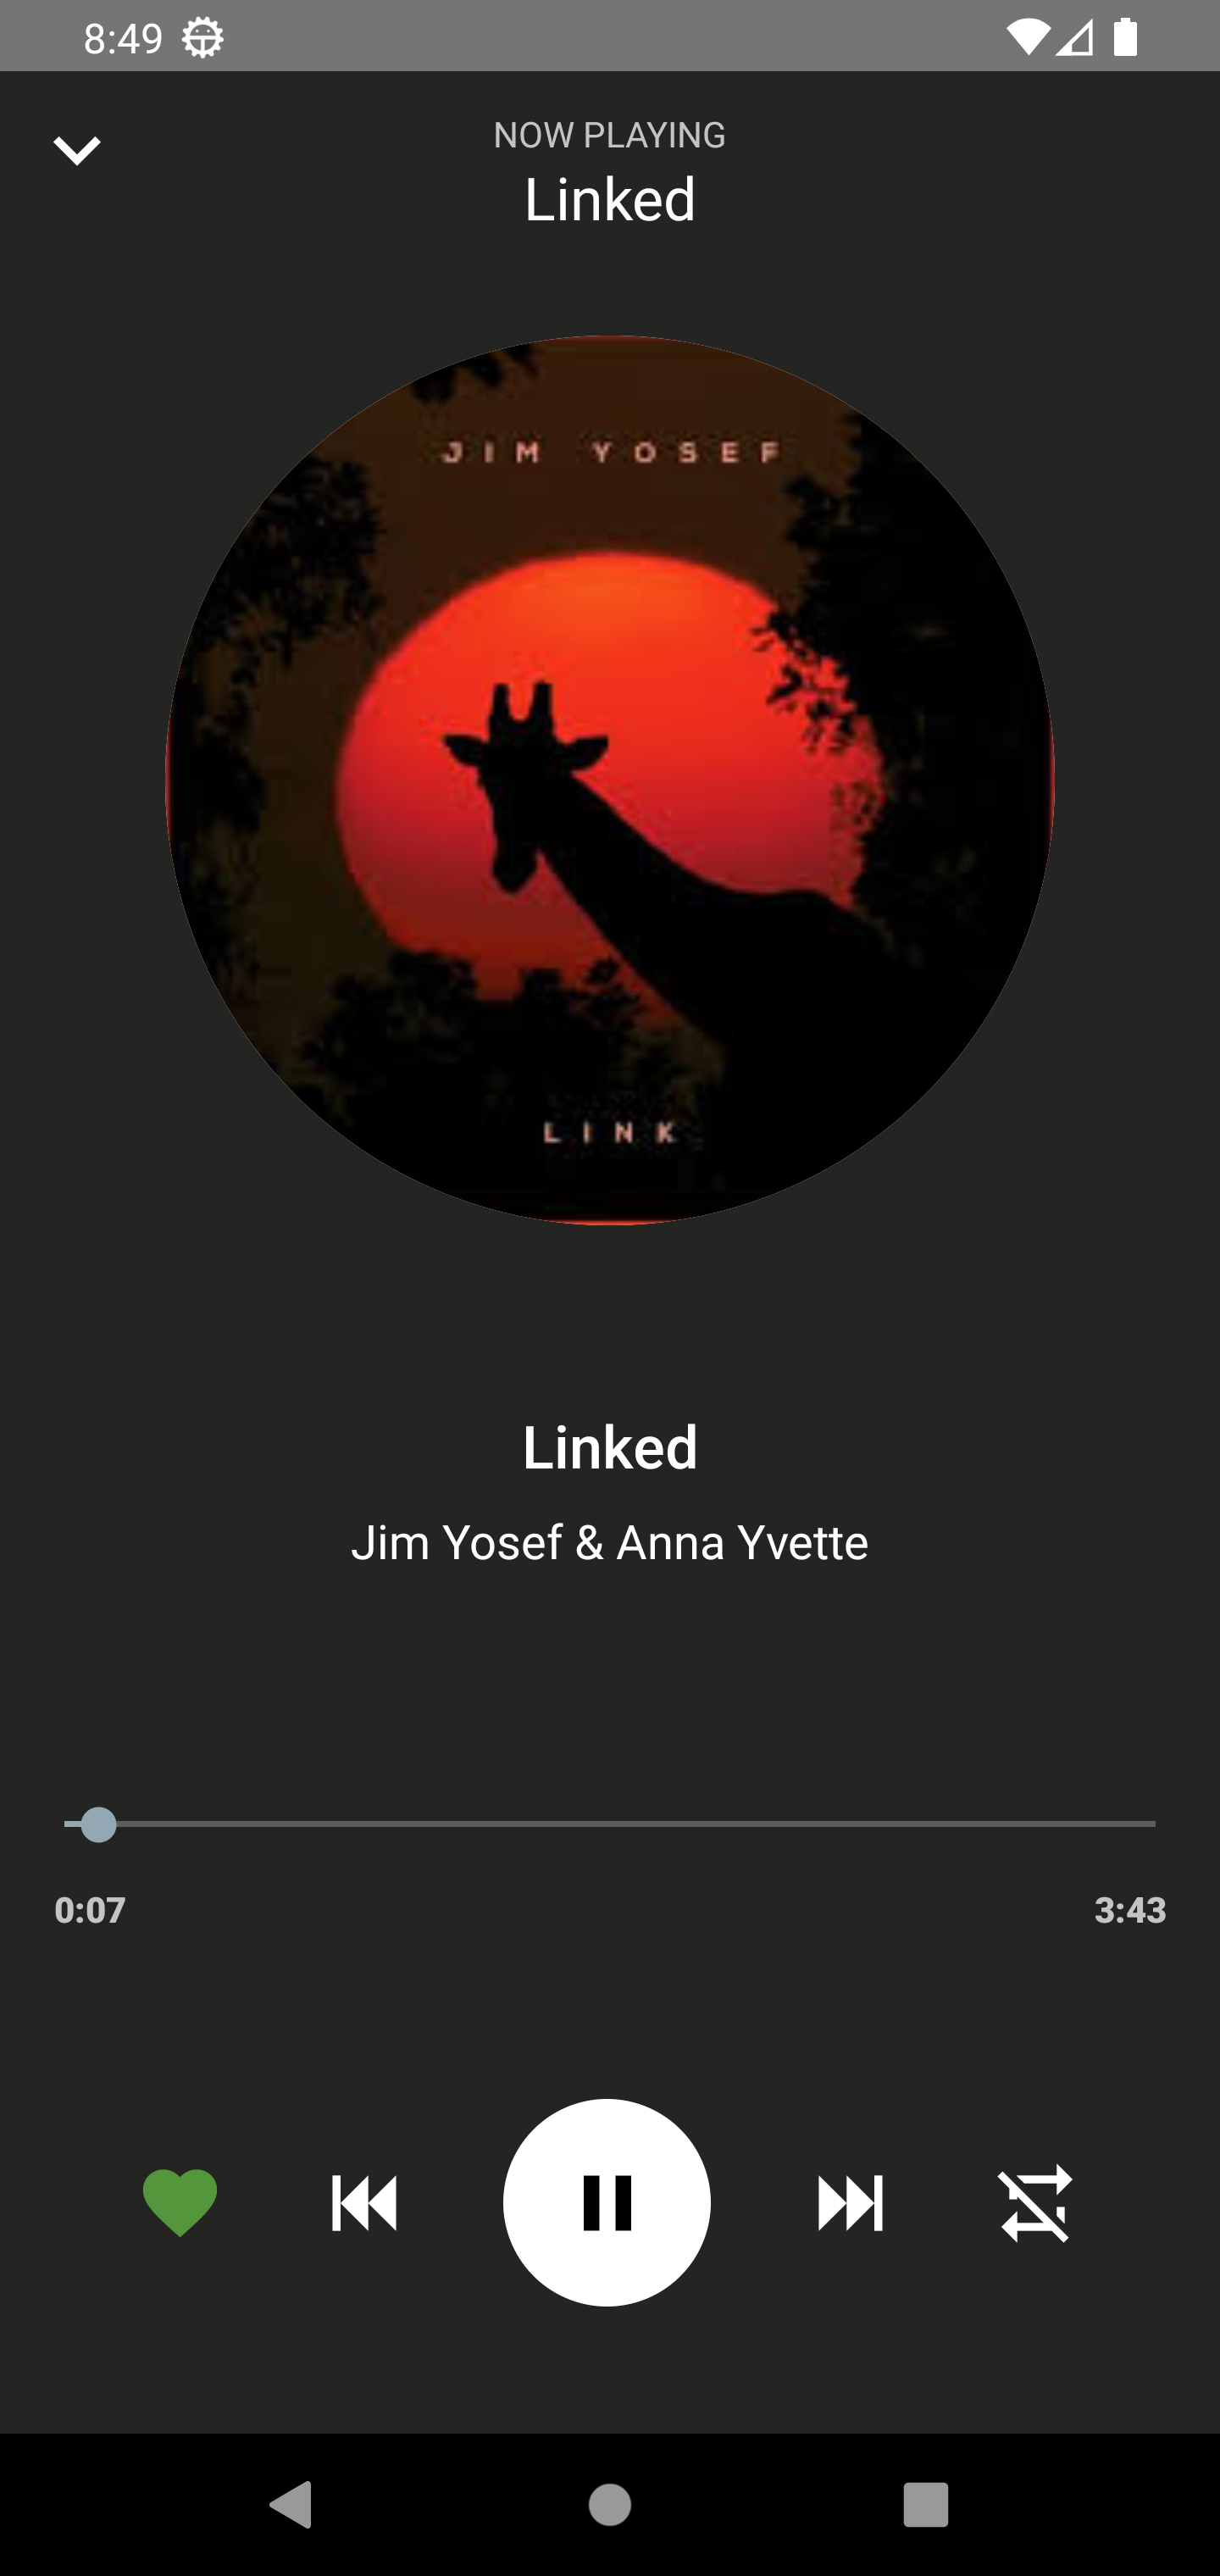 8:49
NOW PLAYING
Linked
JIM YOSEF
LINK
Linked
Jim Yosef & Anna Yvette
0:07
3:43